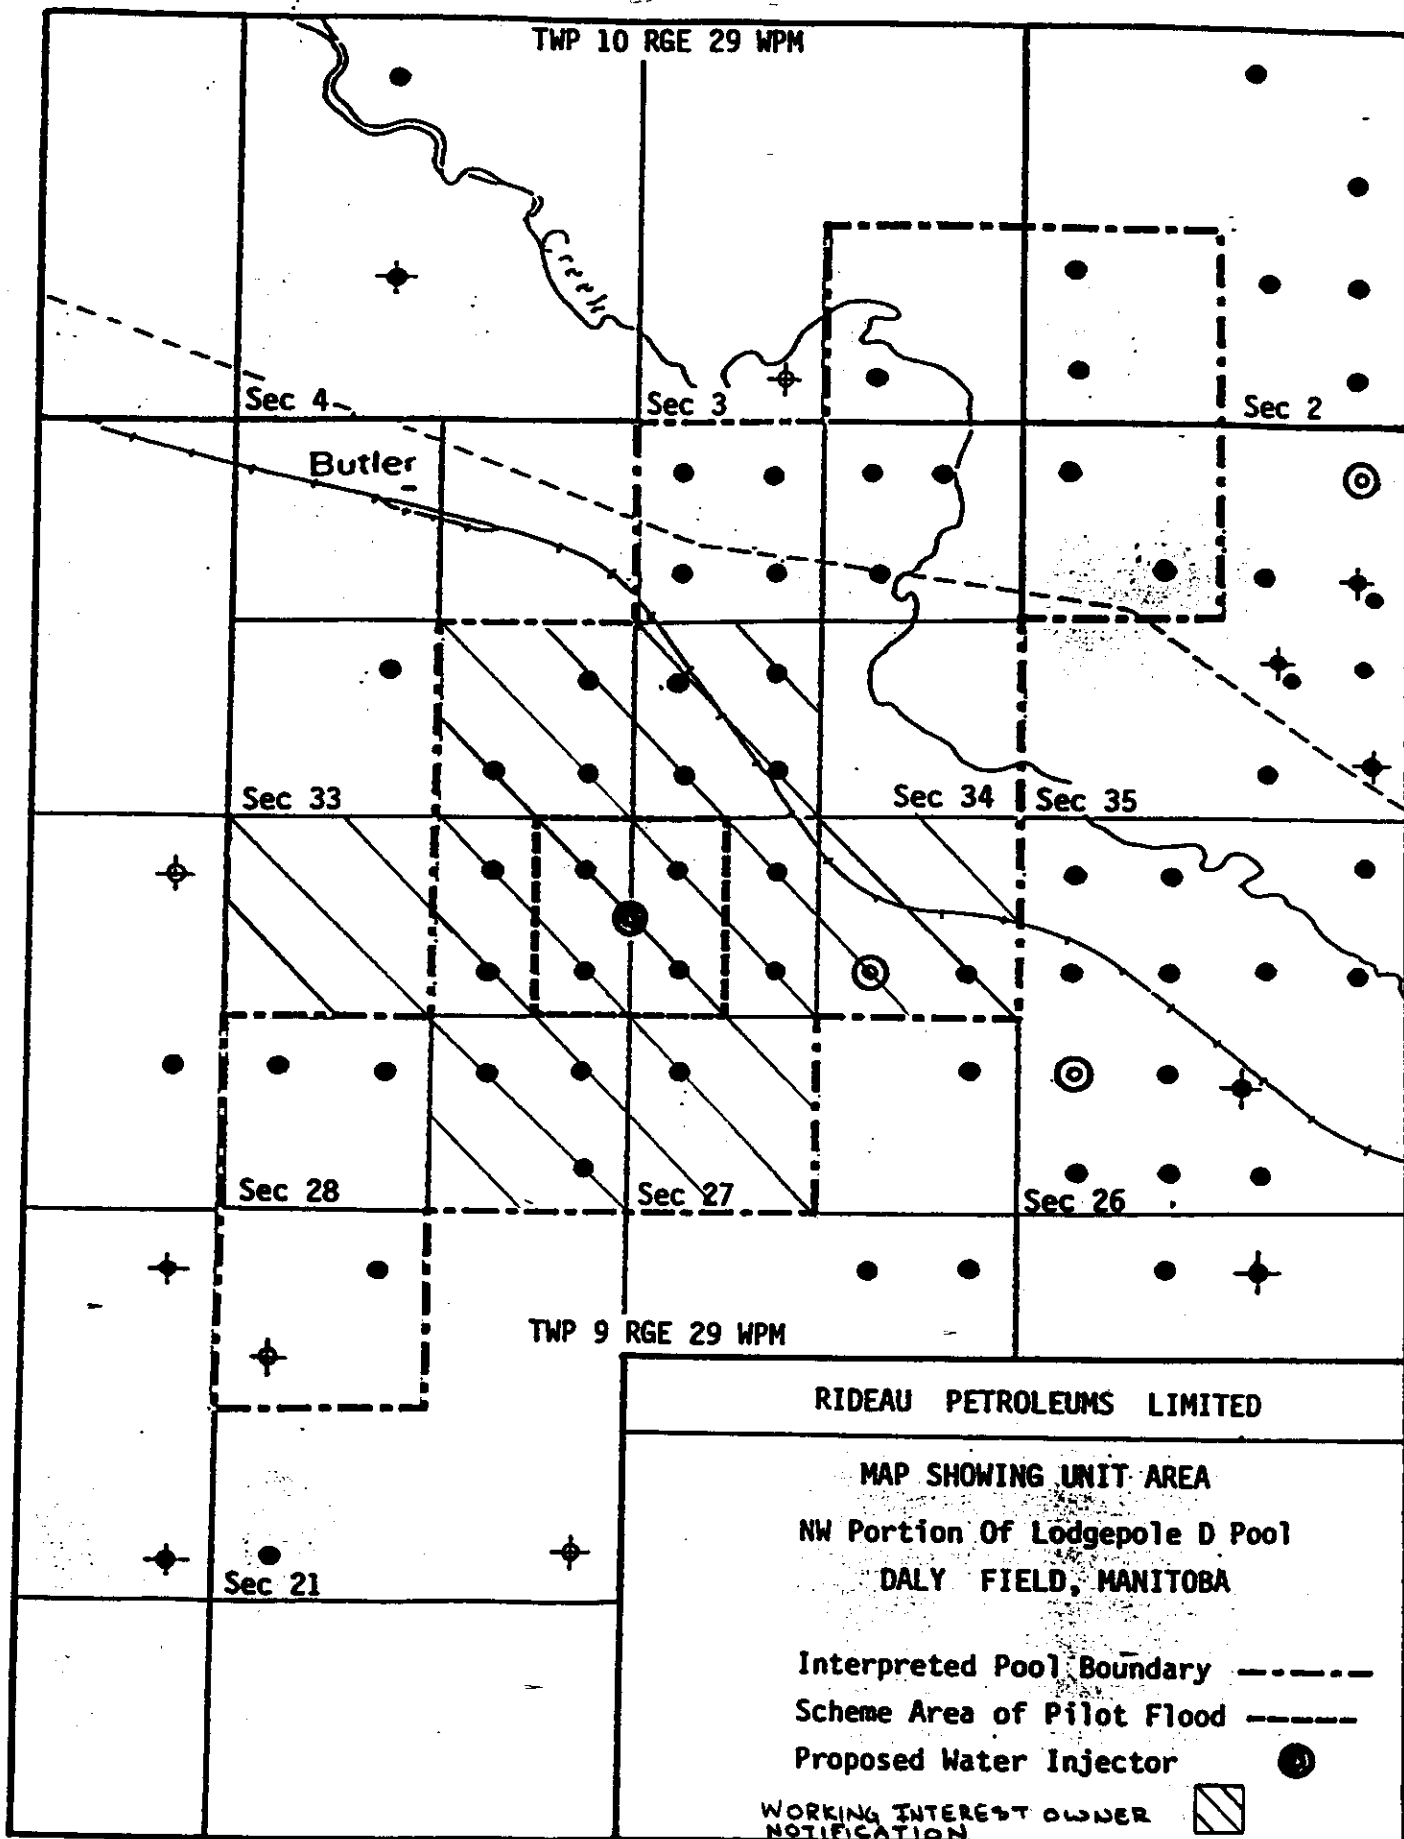 TWP 10 RGE 29 WPM
Creek
Sec 4
Sec 3
Sec 2
Butler
Sec 33
Sec 34
Sec 35
Sec 28
Sec 27
Sec 26
TWP 9 RGE 29 WPM
Sec 21
RIDEAU PETROLEUMS LIMITED
MAP SHOWING UNIT AREA
NW Portion Of Lodgepole D Pool
DALY FIELD, MANITOBA
Interpreted Pool Boundary
Scheme Area of Pilot Flood
Proposed Water Injector
WORKING INTEREST OWNER
NOTIFICATION